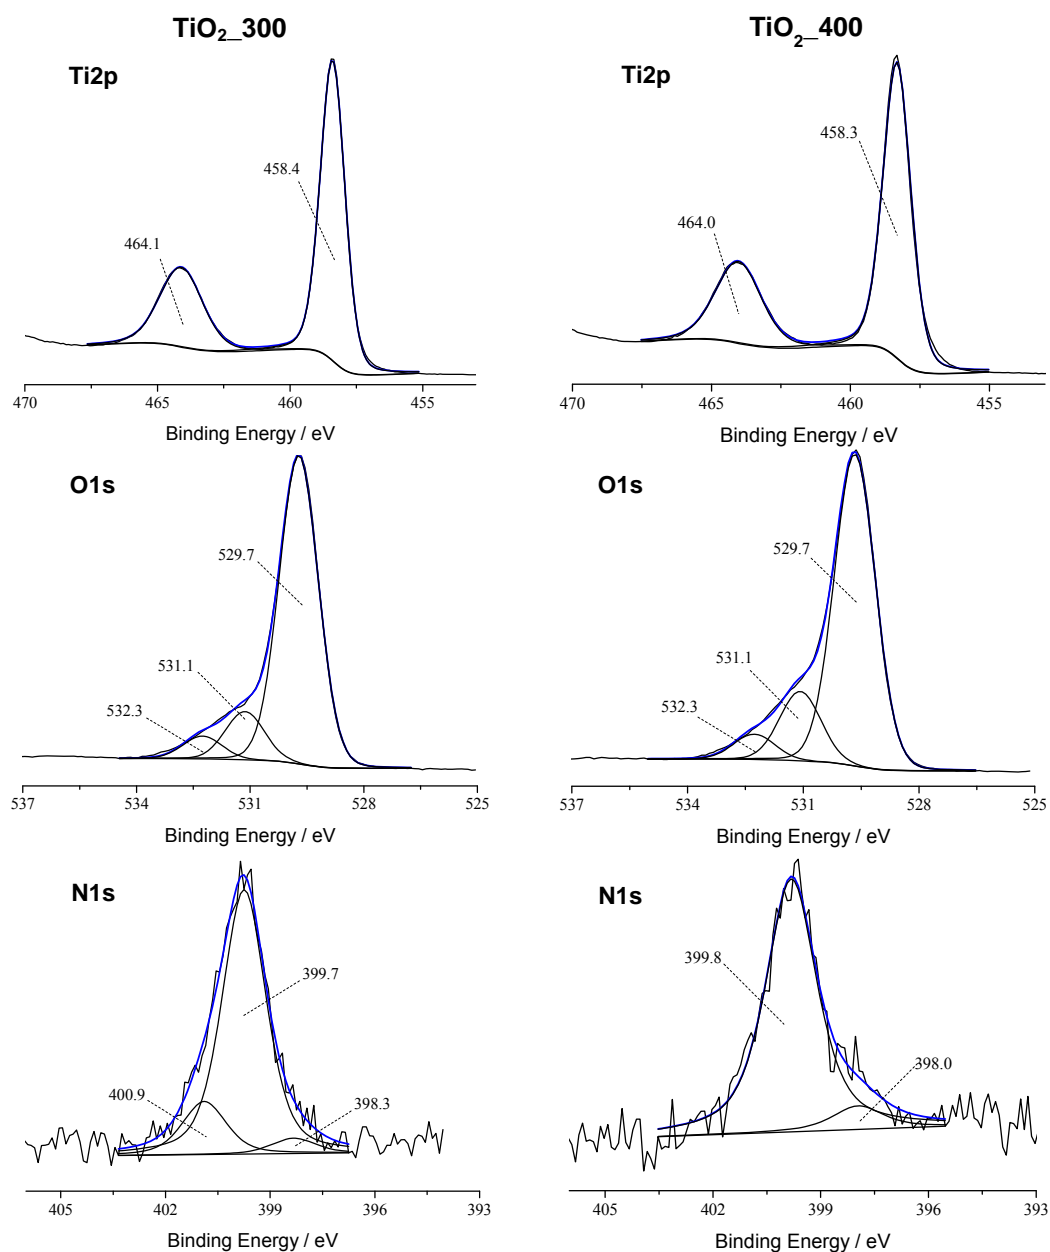 TiO₂_300
TiO₂_400
Ti2p
458.4
464.1
470 465 460 455
Binding Energy / eV
Ti2p
458.3
464.0
470 465 460 455
Binding Energy / eV
O1s
529.7
531.1
532.3
537 534 531 528 525
Binding Energy / eV
O1s
529.7
531.1
532.3
537 534 531 528 525
Binding Energy / eV
N1s
399.7
400.9
398.3
405 402 399 396 393
Binding Energy / eV
N1s
399.8
398.0
405 402 399 396 393
Binding Energy / eV